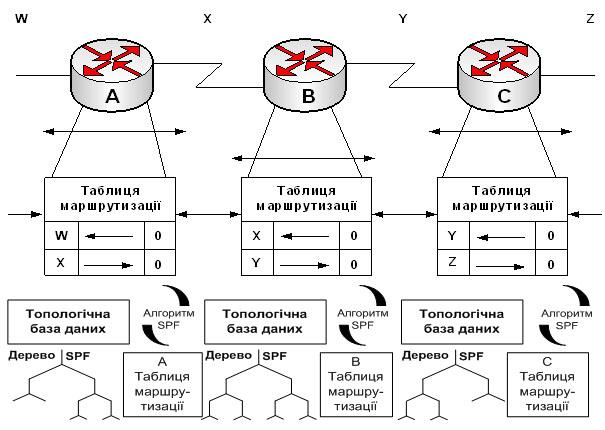 W X Y Z
A B C
Таблиця маршрутизації
W 0
X 0
Таблиця маршрутизації
X 0
Y 0
Таблиця маршрутизації
Y 0
Z 0
Топологічна
база даних
Алгоритм
SPF
Дерево SPF
A
Таблиця
маршру-
тизації
Топологічна
база даних
Алгоритм
SPF
Дерево SPF
B
Таблиця
маршру-
тизації
Топологічна
база даних
Алгоритм
SPF
Дерево SPF
C
Таблиця
маршру-
тизації